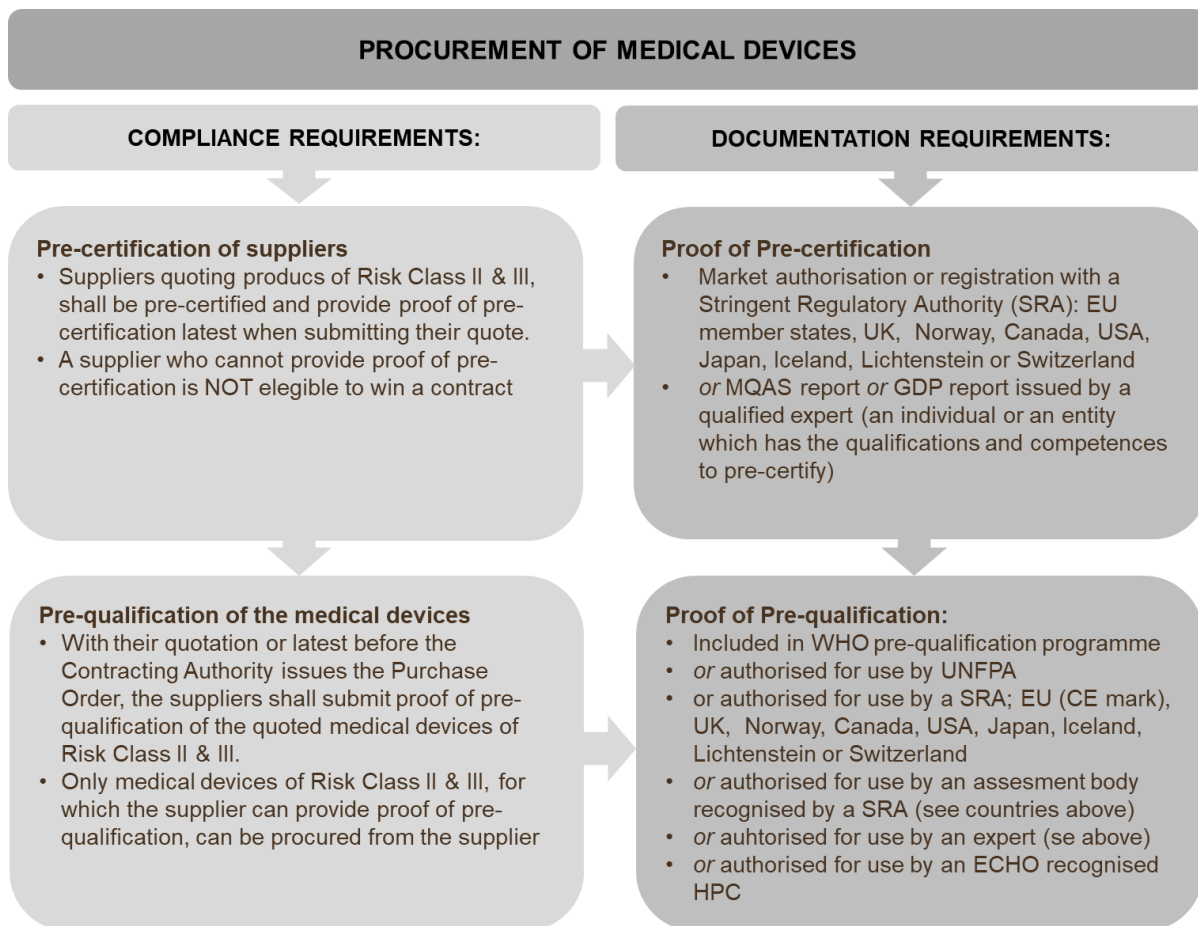 PROCUREMENT OF MEDICAL DEVICES
COMPLIANCE REQUIREMENTS:
Pre-certification of suppliers
• Suppliers quoting producs of Risk Class II & III,
shall be pre-certified and provide proof of pre-
certification latest when submitting their quote.
• A supplier who cannot provide proof of pre-
certification is NOT elegible to win a contract
Pre-qualification of the medical devices
• With their quotation or latest before the
Contracting Authority issues the Purchase
Order, the suppliers shall submit proof of pre-
qualification of the quoted medical devices of
Risk Class II & III.
• Only medical devices of Risk Class II & III, for
which the supplier can provide proof of pre-
qualification, can be procured from the supplier
DOCUMENTATION REQUIREMENTS:
Proof of Pre-certification
• Market authorisation or registration with a
Stringent Regulatory Authority (SRA): EU
member states, UK, Norway, Canada, USA,
Japan, Iceland, Lichtenstein or Switzerland
• or MQAS report or GDP report issued by a
qualified expert (an individual or an entity
which has the qualifications and competences
to pre-certify)
Proof of Pre-qualification:
• Included in WHO pre-qualification programme
• or authorised for use by UNFPA
• or authorised for use by a SRA; EU (CE mark),
UK, Norway, Canada, USA, Japan, Iceland,
Lichtenstein or Switzerland
• or authorised for use by an assesment body
recognised by a SRA (see countries above)
• or auhtorised for use by an expert (se above)
• or authorised for use by an ECHO recognised
HPC